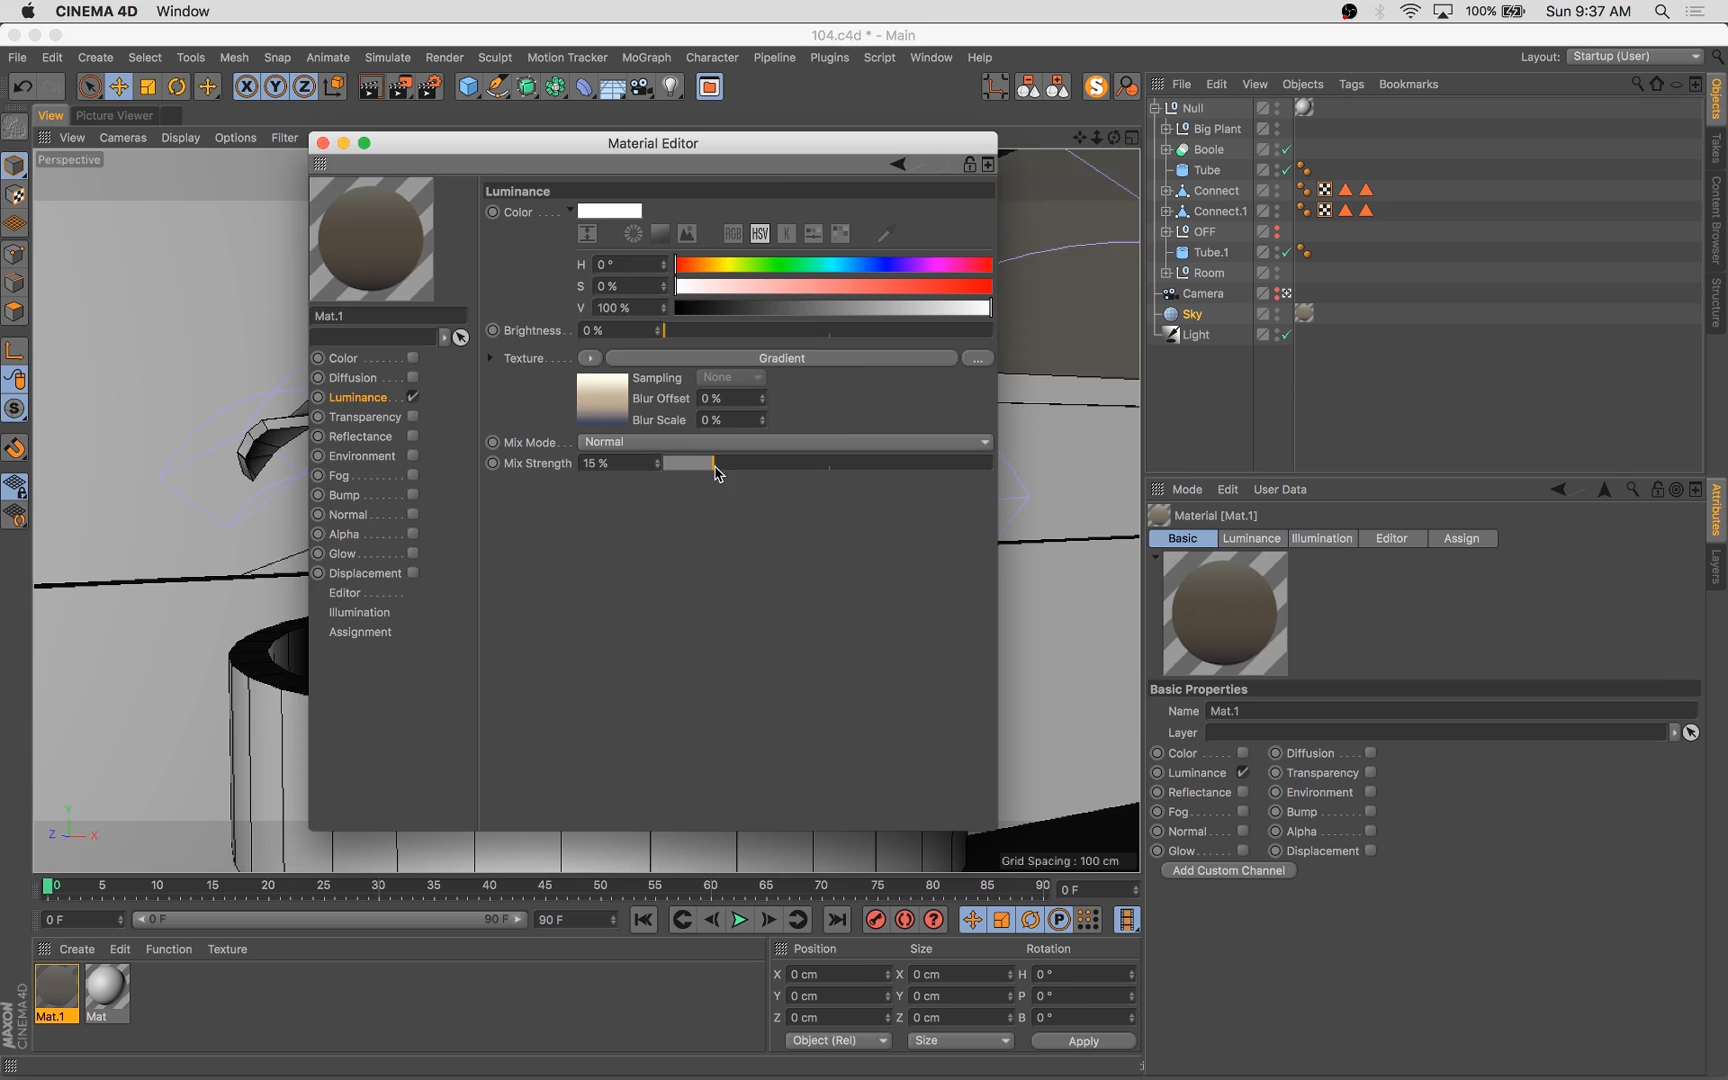 CINEMA 4D Window
100% Sun 9:37 AM
104.c4d * - Main
File Edit Create Select Tools Mesh Snap Animate Simulate Render Sculpt Motion Tracker MoGraph Character Pipeline Plugins Script Window Help
Layout: Startup (User)
X Y Z
File Edit View Objects Tags Bookmarks
View Picture Viewer
View Cameras Display Options Filter
Perspective
Material Editor
Mat.1
Color
Diffusion
Luminance
Transparency
Reflectance
Environment
Fog
Bump
Normal
Alpha
Glow
Displacement
Editor
Illumination
Assignment
Luminance
Color
RGB HSV K
H 0 °
S 0 %
V 100 %
Brightness 0 %
Texture Gradient ...
Sampling None
Blur Offset 0 %
Blur Scale 0 %
Mix Mode Normal
Mix Strength 15 %
Z X Y
Grid Spacing : 100 cm
Null
Big Plant
Boole
Tube
Connect
Connect.1
OFF
Tube.1
Room
Camera
Sky
Light
Objects
Takes
Content Browser
Structure
Mode Edit User Data
Material [Mat.1]
Basic Luminance Illumination Editor Assign
Basic Properties
Name Mat.1
Layer
Color Diffusion
Luminance Transparency
Reflectance Environment
Fog Bump
Normal Alpha
Glow Displacement
Add Custom Channel
Attributes
Layers
0 5 10 15 20 25 30 35 40 45 50 55 60 65 70 75 80 85 90 0 F
0 F 0 F 90 F 90 F
Create Edit Function Texture
Mat.1 Mat
Position Size Rotation
X 0 cm X 0 cm H 0 °
Y 0 cm Y 0 cm P 0 °
Z 0 cm Z 0 cm B 0 °
Object (Rel) Size Apply
MAXON
CINEMA 4D